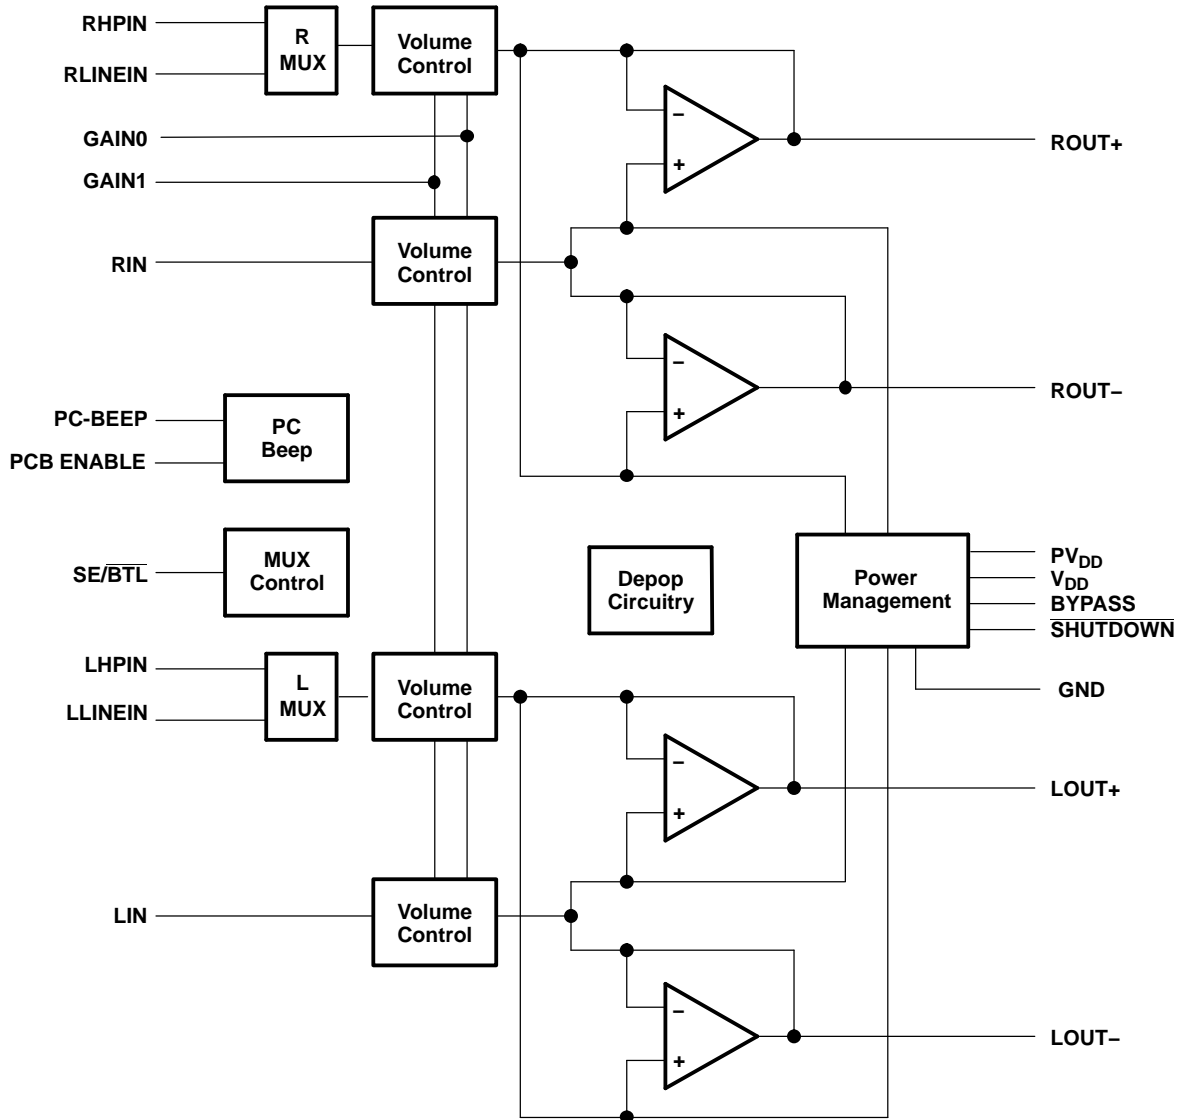 RHPIN
R
MUX
Volume
Control
RLINEIN
GAIN0
GAIN1
−
+
ROUT+
RIN
Volume
Control
−
+
ROUT−
PC-BEEP
PCB ENABLE
PC
Beep
SE/BTL
MUX
Control
Depop
Circuitry
Power
Management
PVDD
VDD
BYPASS
SHUTDOWN
GND
LHPIN
LLINEIN
L
MUX
Volume
Control
−
+
LOUT+
LIN
Volume
Control
−
+
LOUT−